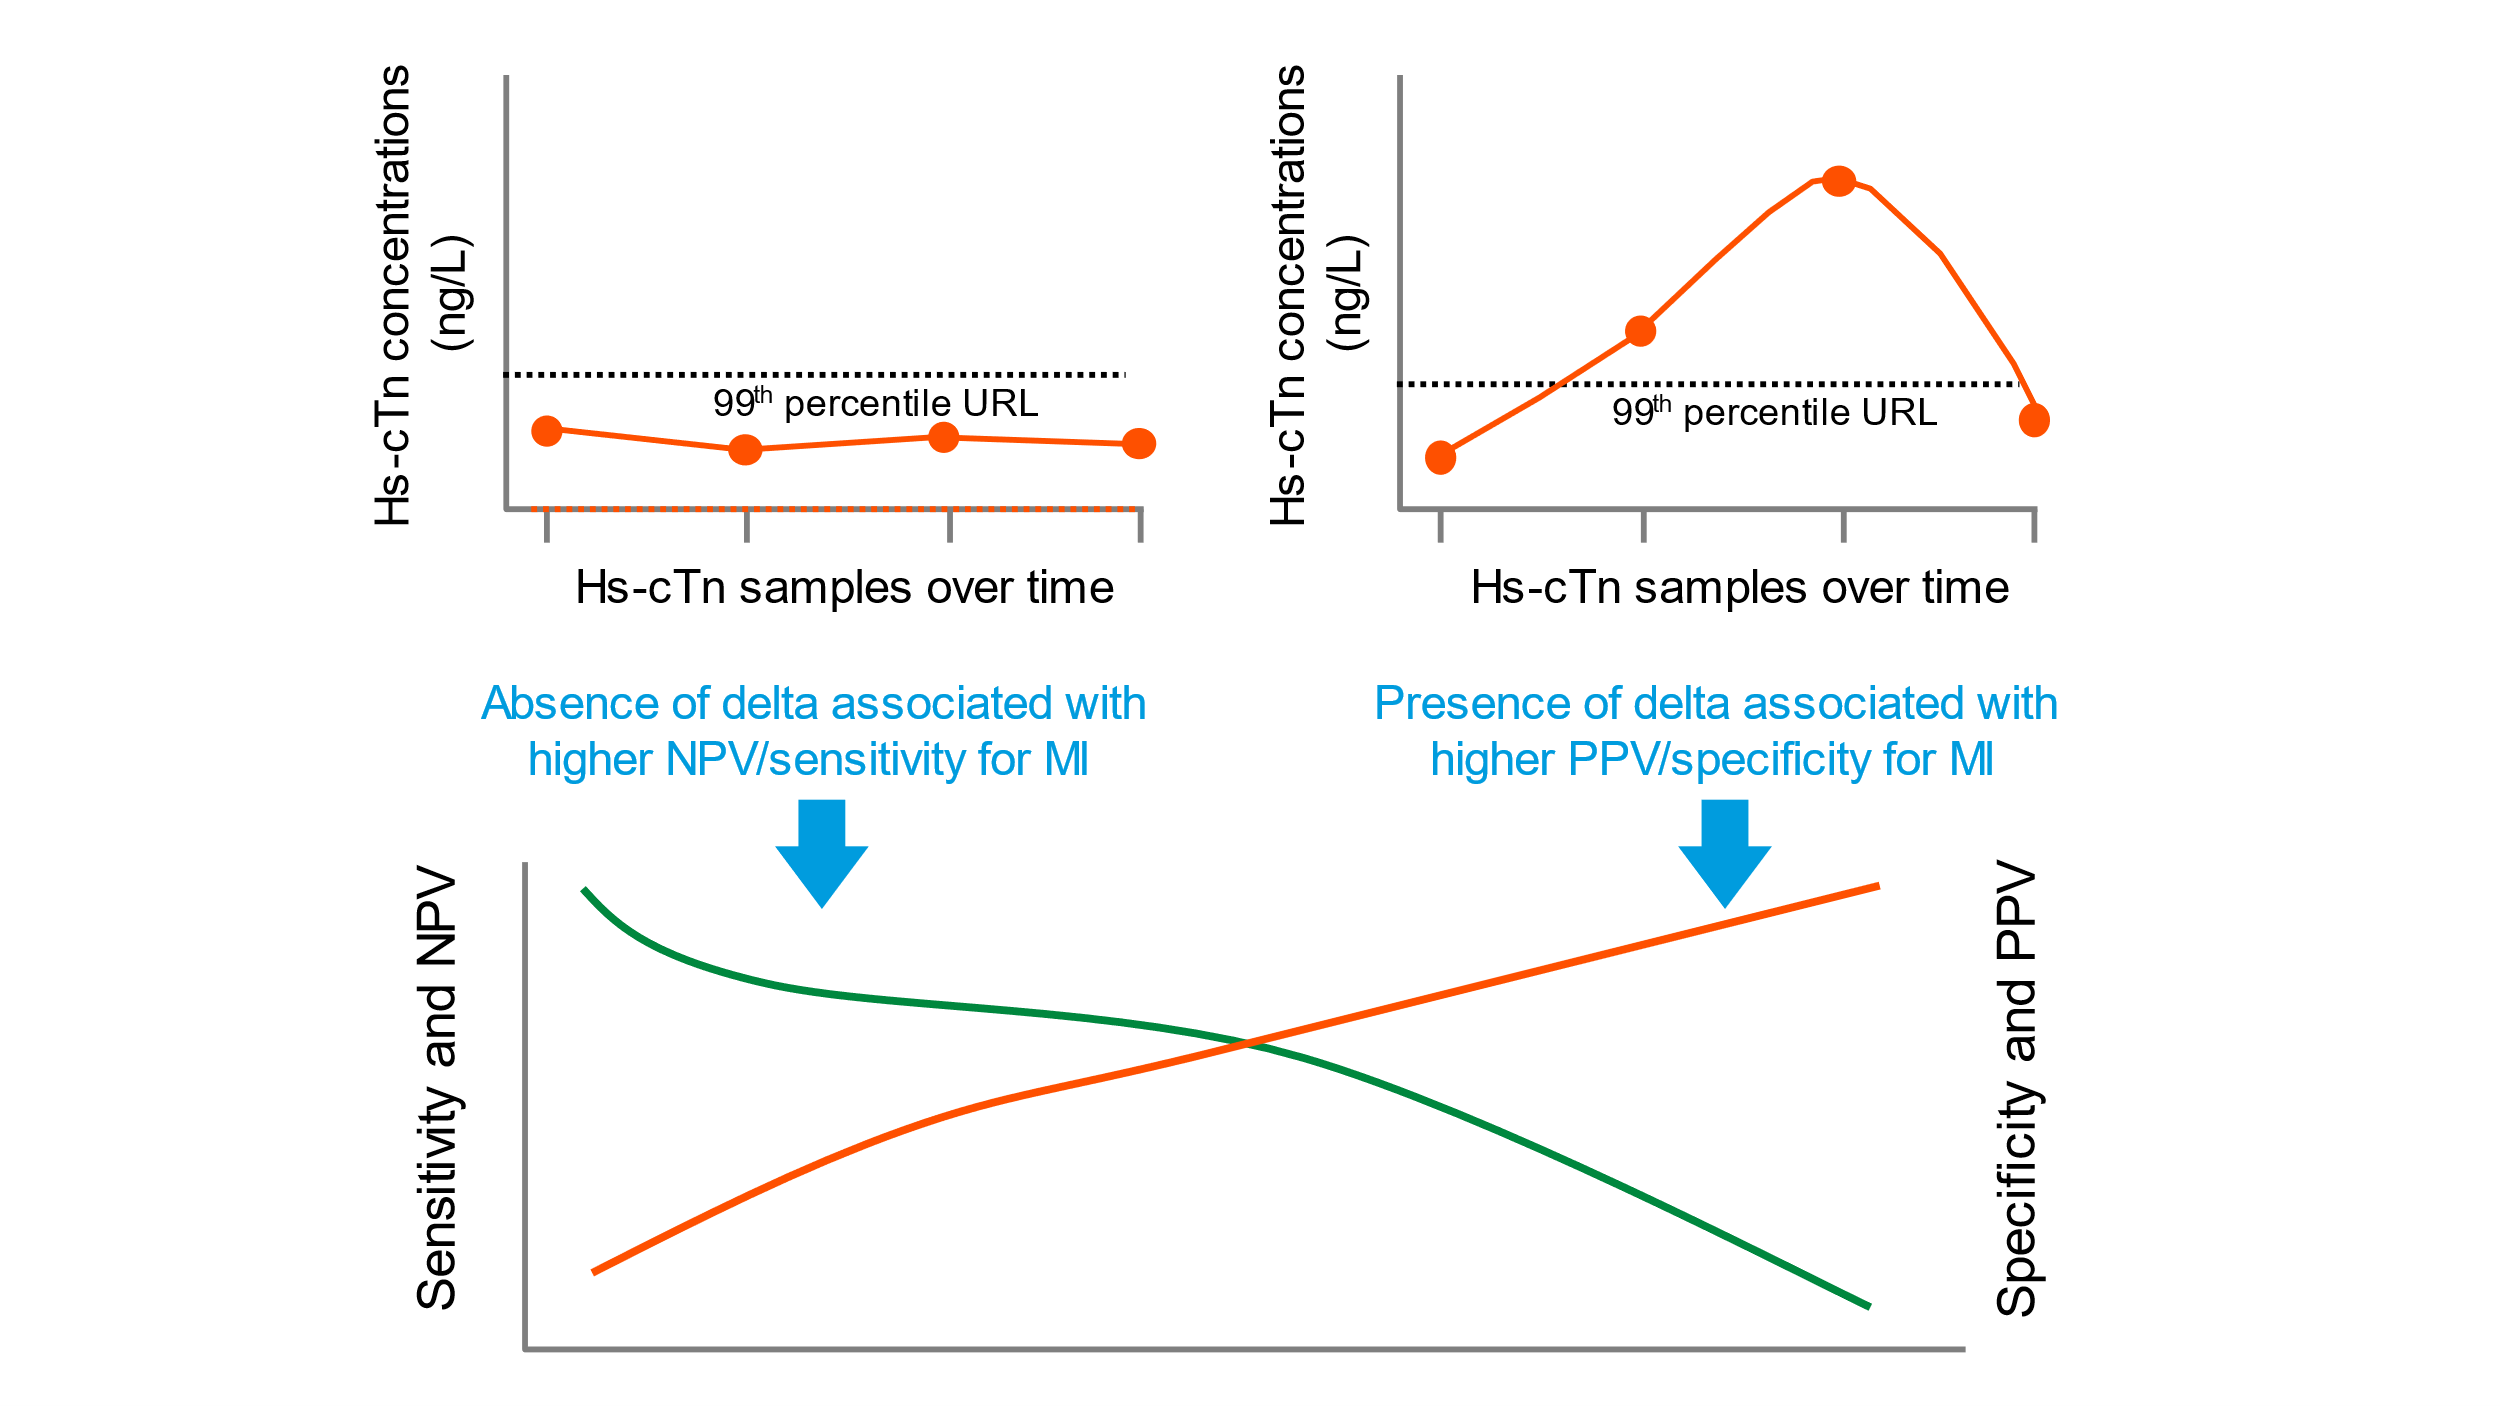 Hs-cTn concentrations
(ng/L)
99th percentile URL
Hs-cTn samples over time
Hs-cTn concentrations
(ng/L)
99th percentile URL
Hs-cTn samples over time
Absence of delta associated with
higher NPV/sensitivity for MI
Presence of delta associated with
higher PPV/specificity for MI
Sensitivity and NPV
Specificity and PPV